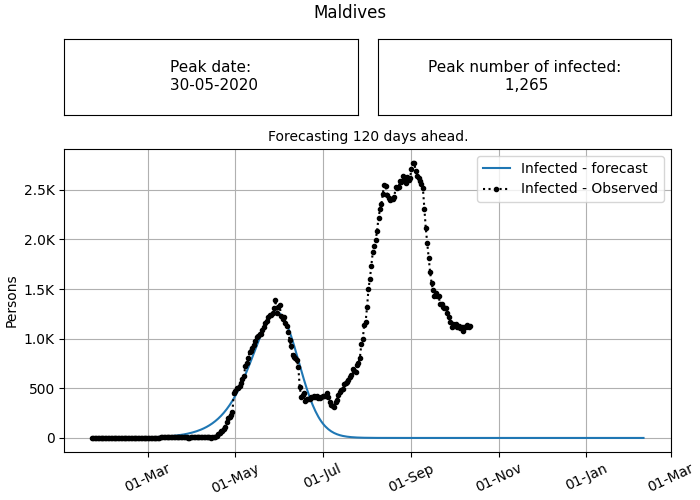 Maldives
Peak date:
30-05-2020
Peak number of infected:
1,265
Forecasting 120 days ahead.
Infected - forecast
Infected - Observed
Persons
2.5K
2.0K
1.5K
1.0K
500
0
01-Mar
01-May
01-Jul
01-Sep
01-Nov
01-Jan
01-Mar